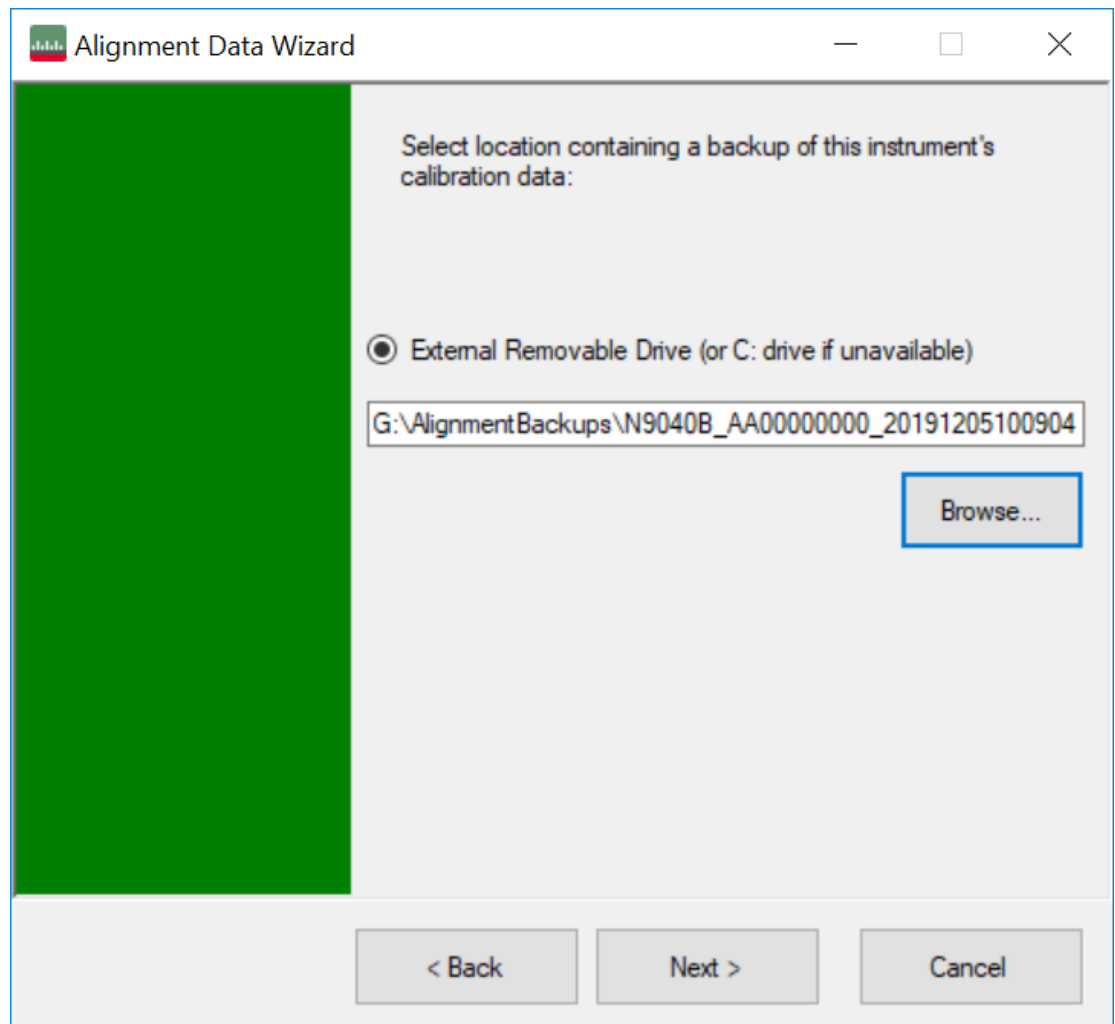 Alignment Data Wizard
Select location containing a backup of this instrument's
calibration data:
External Removable Drive (or C: drive if unavailable)
G:\AlignmentBackups\N9040B_AA00000000_20191205100904
Browse...
< Back
Next >
Cancel